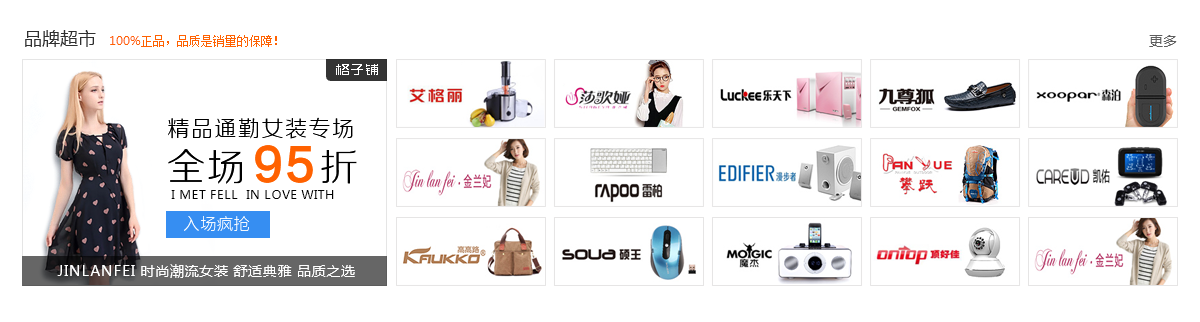 品牌超市 100%正品，品质是销量的保障！
更多
格子铺
精品通勤女装专场
全场95折
I MET FELL IN LOVE WITH
入场疯抢
JINLANFEI 时尚潮流女装 舒适典雅 品质之选
艾格丽
莎歌娅
Luckee乐天下
九尊狐
GEMFOX
xoopar 森泊
Jin lan fei · 金兰妃
rapoo 雷柏
EDIFIER 漫步者
PANYUE
攀跃
CAREUD 凯佑
KAUKKO®
高高路
SOUA 硕王
MOGIC
魔杰
ONTOP 顶好佳
Jin lan fei · 金兰妃